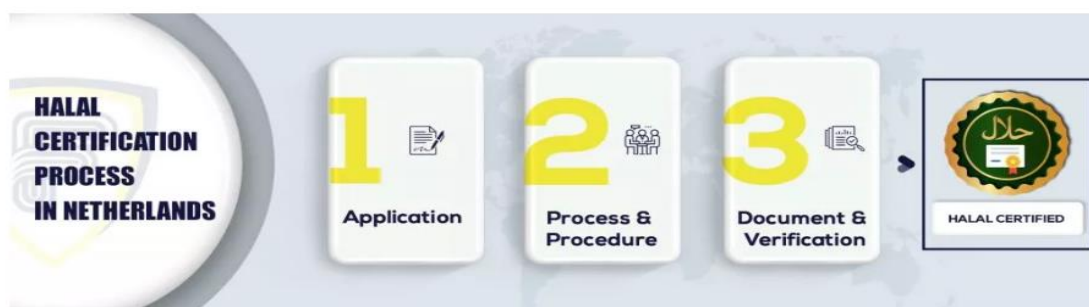 HALAL
CERTIFICATION
PROCESS
IN NETHERLANDS
1
Application
2
Process &
Procedure
3
Document &
Verification
حلال
HALAL CERTIFIED